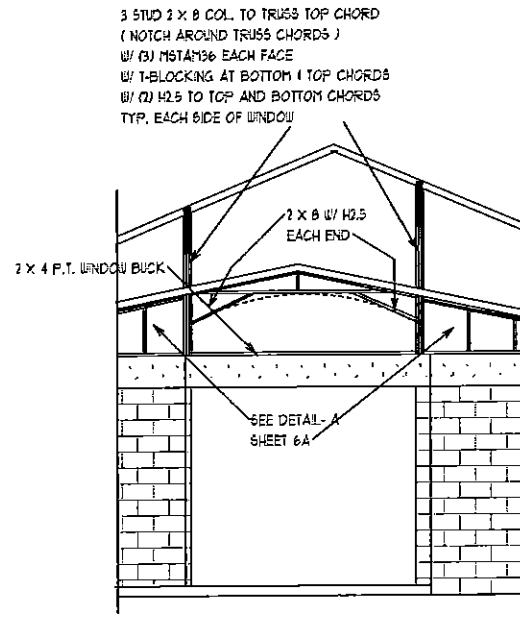 3 STUD 2 X 8 COL. TO TRUSS TOP CHORD
( NOTCH AROUND TRUSS CHORDS )
W/ (3) MSTAM36 EACH FACE
W/ T-BLOCKING AT BOTTOM & TOP CHORDS
W/ (2) H2.5 TO TOP AND BOTTOM CHORDS
TYP. EACH SIDE OF WINDOW
2 X 8 W/ H2.5
EACH END
2 X 4 P.T. WINDOW BUCK
SEE DETAIL- A
SHEET 6A